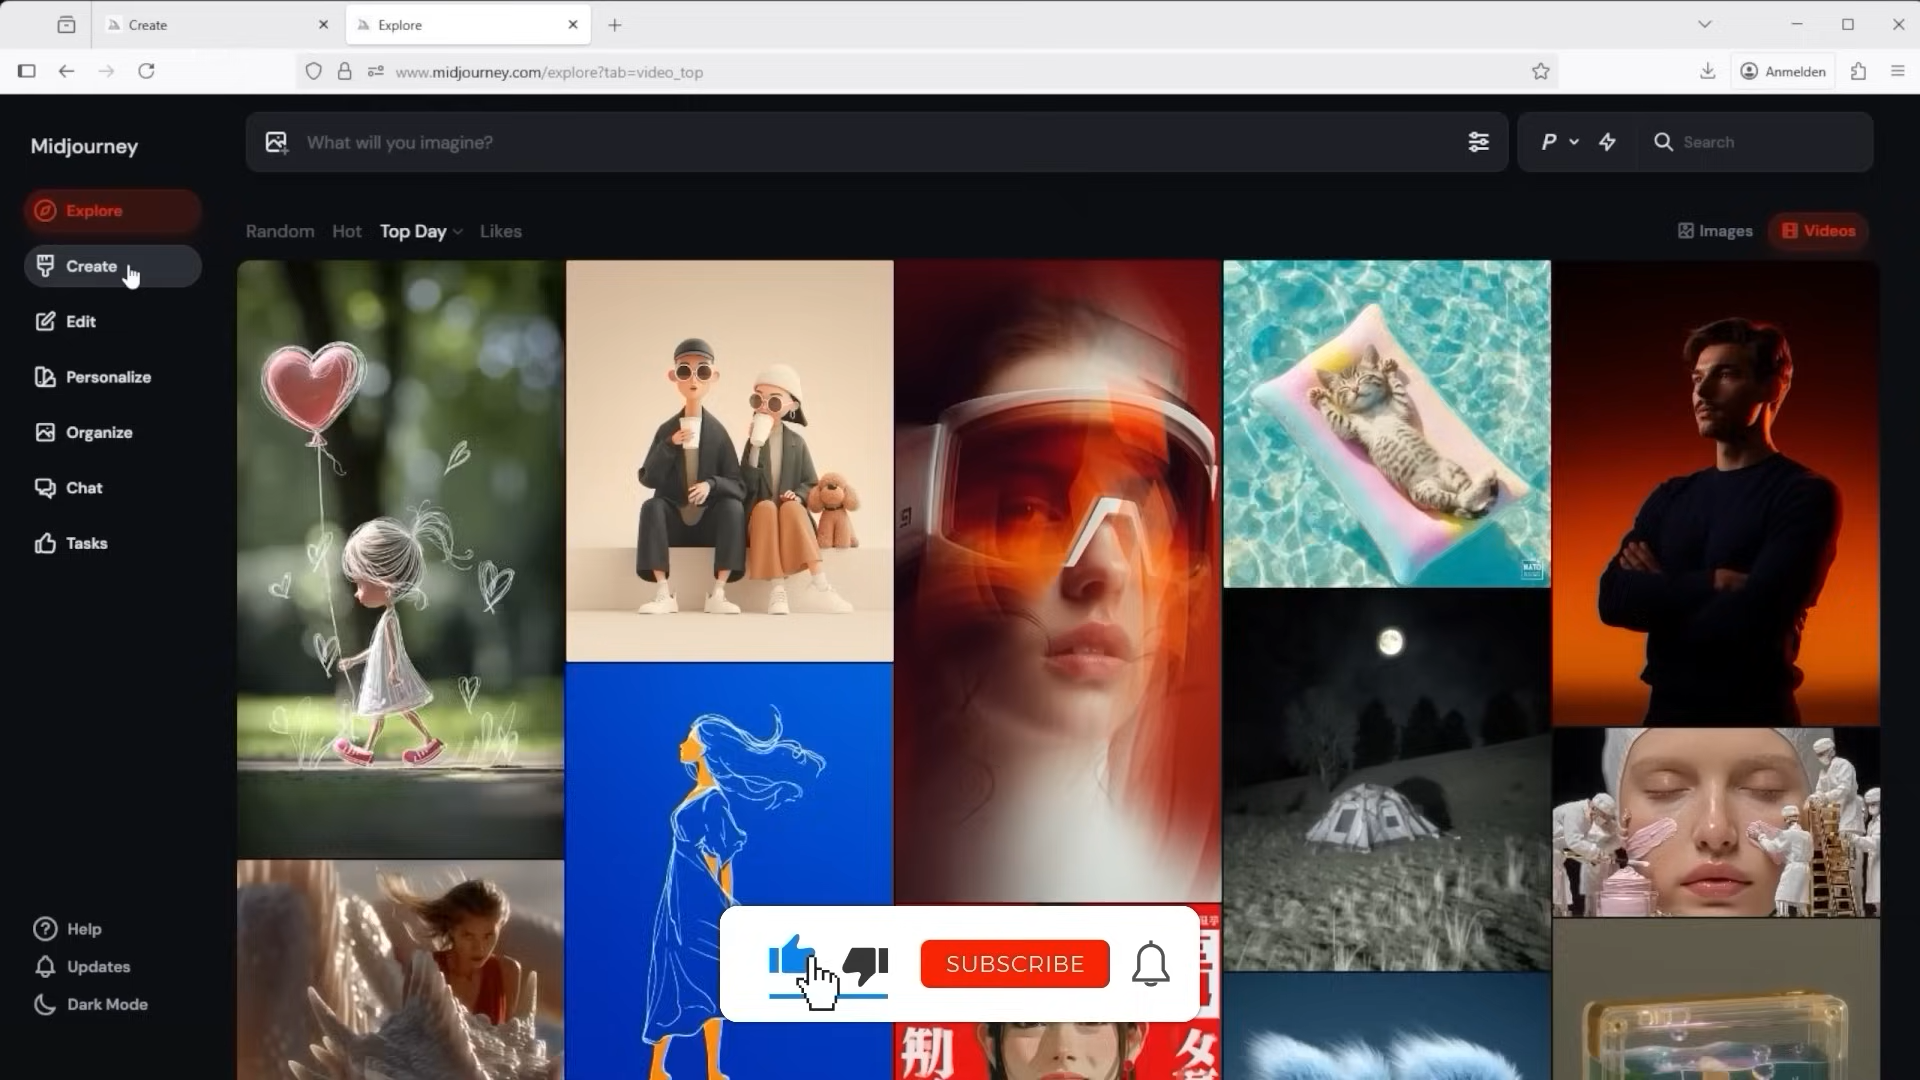 Create
Explore
www.midjourney.com/explore?tab=video_top
Anmelden
Midjourney
What will you imagine?
P
Search
Explore
Create
Edit
Personalize
Organize
Chat
Tasks
Help
Updates
Dark Mode
Random Hot Top Day Likes
Images Videos
SUBSCRIBE